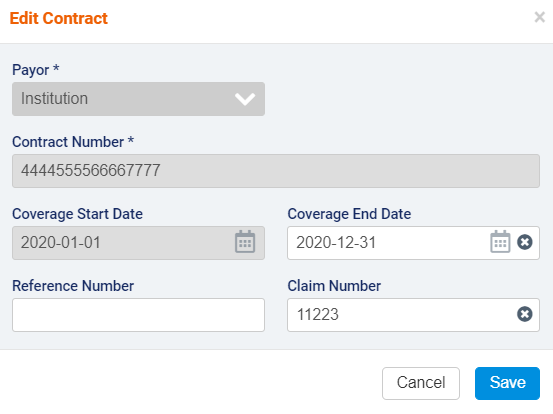 Edit Contract ×
Payor *
Institution
Contract Number *
4444555566667777
Coverage Start Date Coverage End Date
2020-01-01 2020-12-31
Reference Number Claim Number
11223
Cancel Save